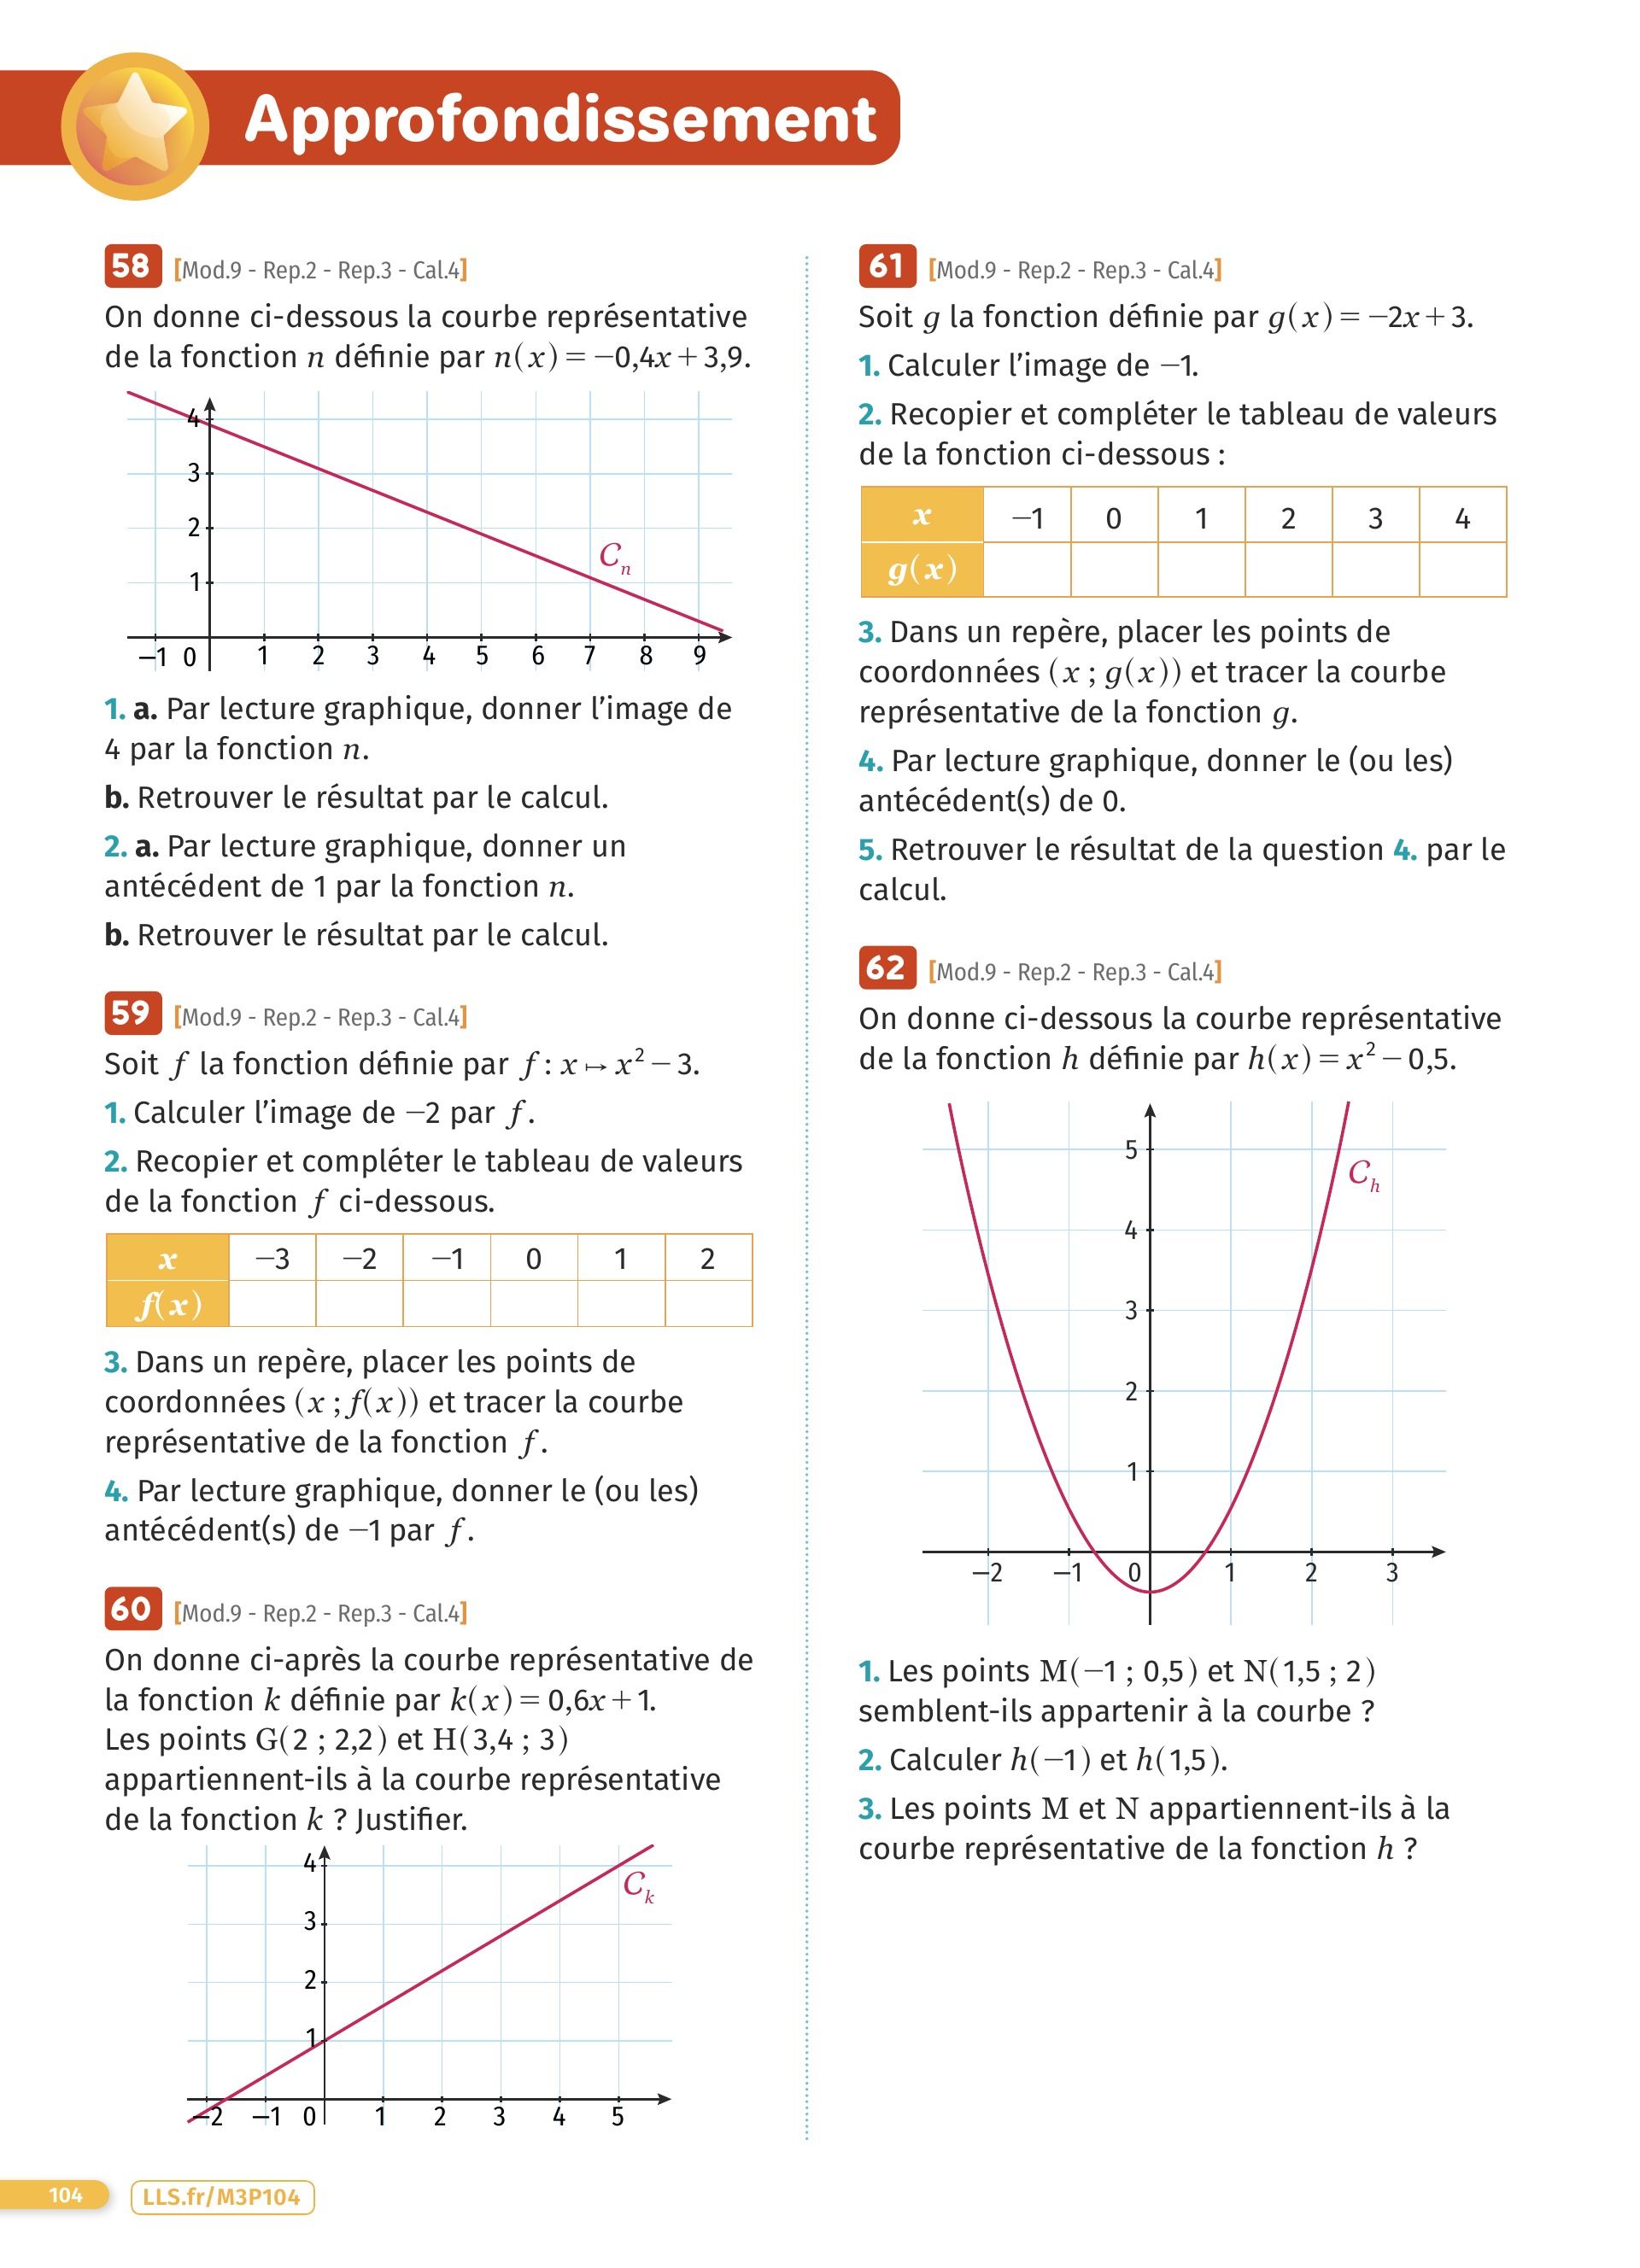 Approfondissement
58 [Mod.9 - Rep.2 - Rep.3 - Cal.4]
On donne ci-dessous la courbe représentative
de la fonction n définie par n(x) = −0,4x + 3,9.
4
3
2
1
𝒞n
−1 0 1 2 3 4 5 6 7 8 9
1. a. Par lecture graphique, donner l’image de
4 par la fonction n.
b. Retrouver le résultat par le calcul.
2. a. Par lecture graphique, donner un
antécédent de 1 par la fonction n.
b. Retrouver le résultat par le calcul.
59 [Mod.9 - Rep.2 - Rep.3 - Cal.4]
Soit f la fonction définie par f : x ↦ x² − 3.
1. Calculer l’image de −2 par f.
2. Recopier et compléter le tableau de valeurs
de la fonction f ci-dessous.
x −3 −2 −1 0 1 2
f(x)
3. Dans un repère, placer les points de
coordonnées (x ; f(x)) et tracer la courbe
représentative de la fonction f.
4. Par lecture graphique, donner le (ou les)
antécédent(s) de −1 par f.
60 [Mod.9 - Rep.2 - Rep.3 - Cal.4]
On donne ci-après la courbe représentative de
la fonction k définie par k(x) = 0,6x + 1.
Les points G(2 ; 2,2) et H(3,4 ; 3)
appartiennent-ils à la courbe représentative
de la fonction k ? Justifier.
4
𝒞k
3
2
1
−2 −1 0 1 2 3 4 5
61 [Mod.9 - Rep.2 - Rep.3 - Cal.4]
Soit g la fonction définie par g(x) = −2x + 3.
1. Calculer l’image de −1.
2. Recopier et compléter le tableau de valeurs
de la fonction ci-dessous :
x −1 0 1 2 3 4
g(x)
3. Dans un repère, placer les points de
coordonnées (x ; g(x)) et tracer la courbe
représentative de la fonction g.
4. Par lecture graphique, donner le (ou les)
antécédent(s) de 0.
5. Retrouver le résultat de la question 4. par le
calcul.
62 [Mod.9 - Rep.2 - Rep.3 - Cal.4]
On donne ci-dessous la courbe représentative
de la fonction h définie par h(x) = x² − 0,5.
5
𝒞h
4
3
2
1
−2 −1 0 1 2 3
1. Les points M(−1 ; 0,5) et N(1,5 ; 2)
semblent-ils appartenir à la courbe ?
2. Calculer h(−1) et h(1,5).
3. Les points M et N appartiennent-ils à la
courbe représentative de la fonction h ?
104 LLS.fr/M3P104